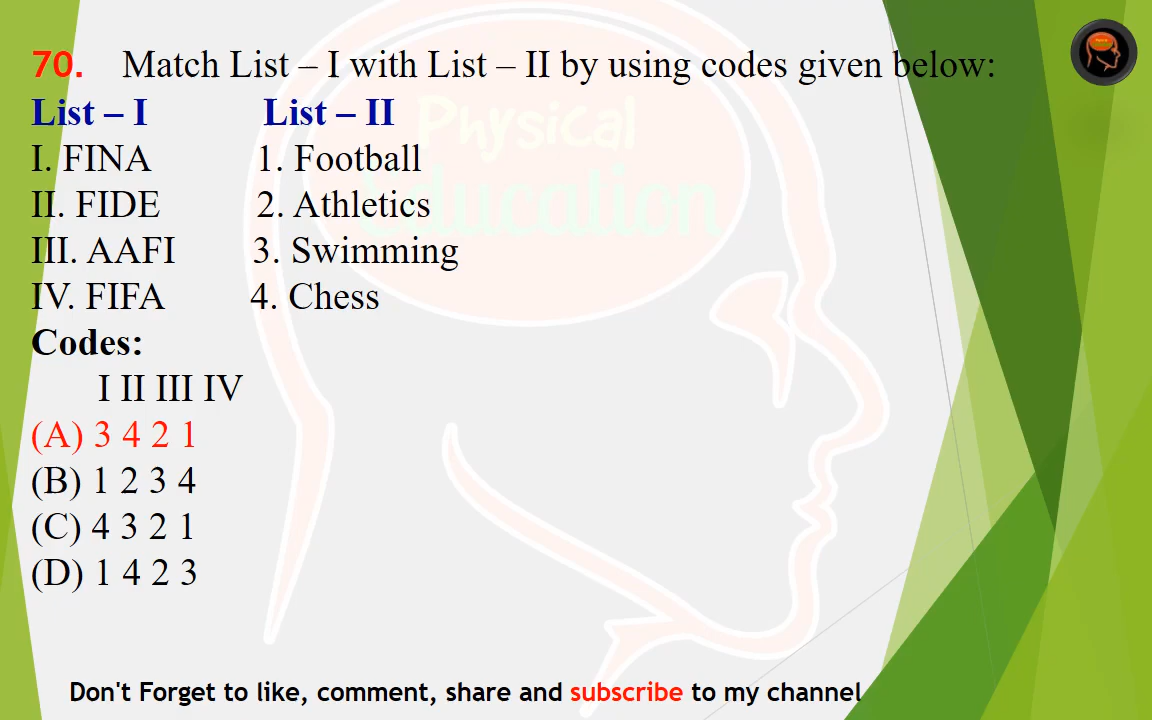 70. Match List – I with List – II by using codes given below:
List – I List – II
I. FINA 1. Football
II. FIDE 2. Athletics
III. AAFI 3. Swimming
IV. FIFA 4. Chess
Codes:
I II III IV
(A) 3 4 2 1
(B) 1 2 3 4
(C) 4 3 2 1
(D) 1 4 2 3
Physical
Education
Don't Forget to like, comment, share and subscribe to my channel